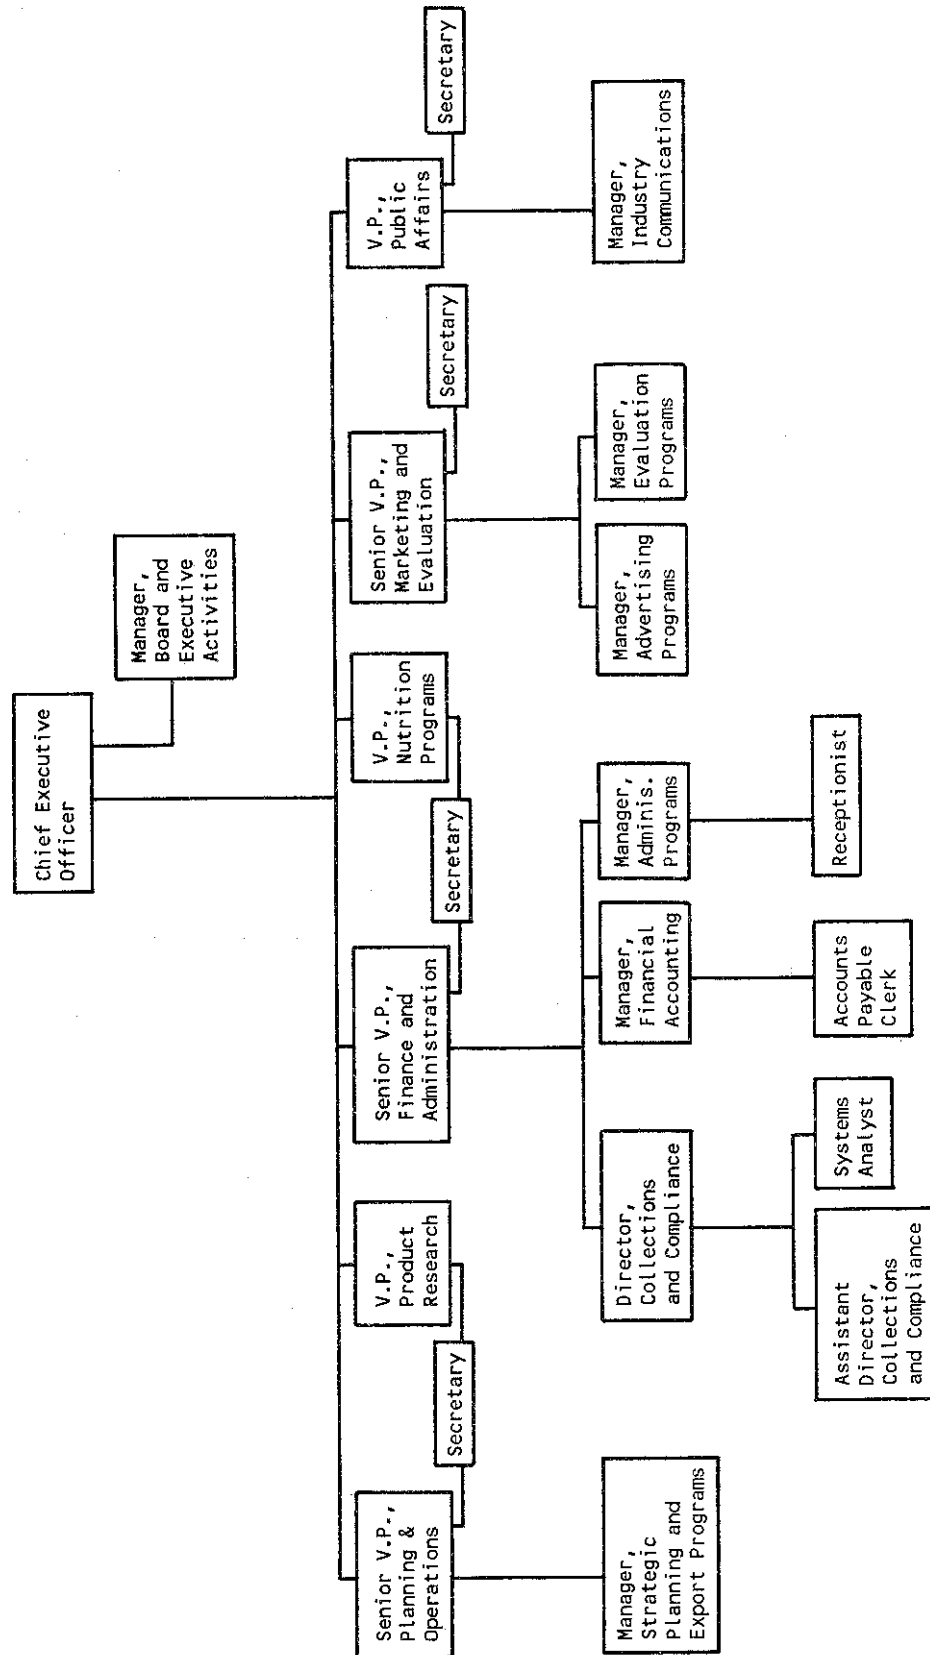 Chief Executive
Officer
Manager,
Board and
Executive
Activities
Senior V.P.,
Planning &
Operations
V.P.,
Product
Research
Senior V.P.,
Finance and
Administration
V.P.,
Nutrition
Programs
Senior V.P.,
Marketing and
Evaluation
V.P.,
Public
Affairs
Secretary
Secretary
Secretary
Secretary
Manager,
Strategic
Planning and
Export Programs
Director,
Collections
and Compliance
Manager,
Financial
Accounting
Manager,
Adminis.
Programs
Manager,
Advertising
Programs
Manager,
Evaluation
Programs
Manager,
Industry
Communications
Assistant
Director,
Collections
and Compliance
Systems
Analyst
Accounts
Payable
Clerk
Receptionist